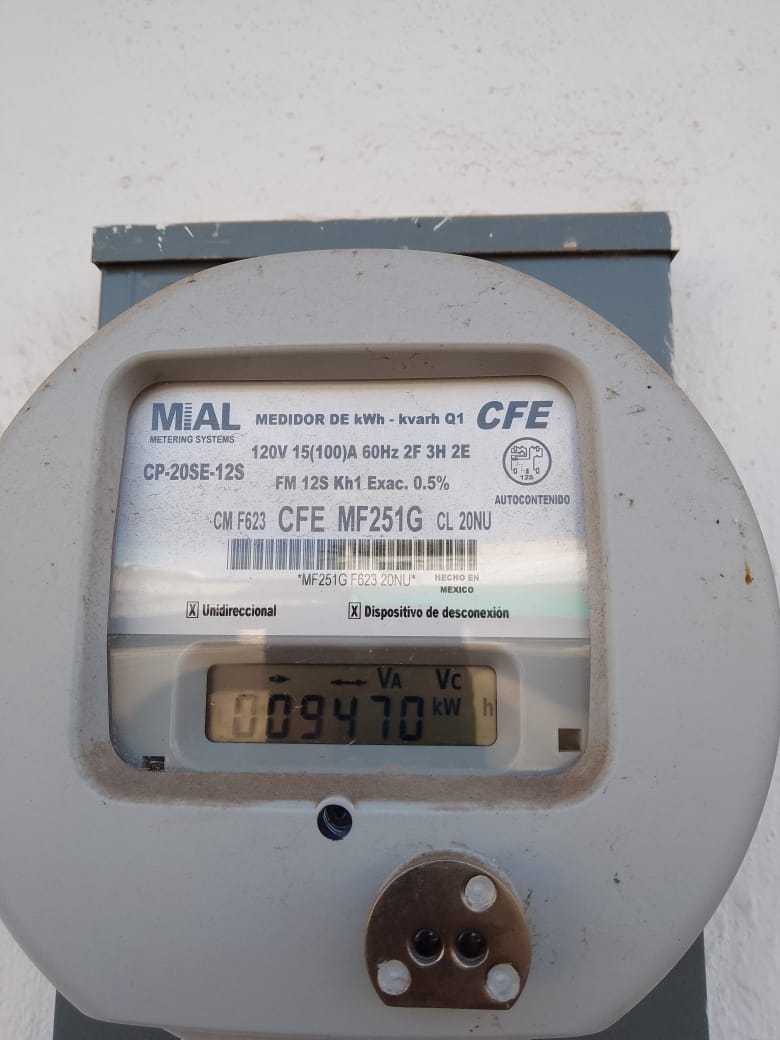 MIAL
METERING SYSTEMS
MEDIDOR DE kWh - kvarh Q1
CFE
120V 15(100)A 60Hz 2F 3H 2E
CP-20SE-12S
FM 12S Kh1 Exac. 0.5%
12S
AUTOCONTENIDO
CM F623 CFE MF251G CL 20NU
*MF251G F623 20NU*
HECHO EN
MEXICO
X Unidireccional
X Dispositivo de desconexión
VA VC
009470 kW h